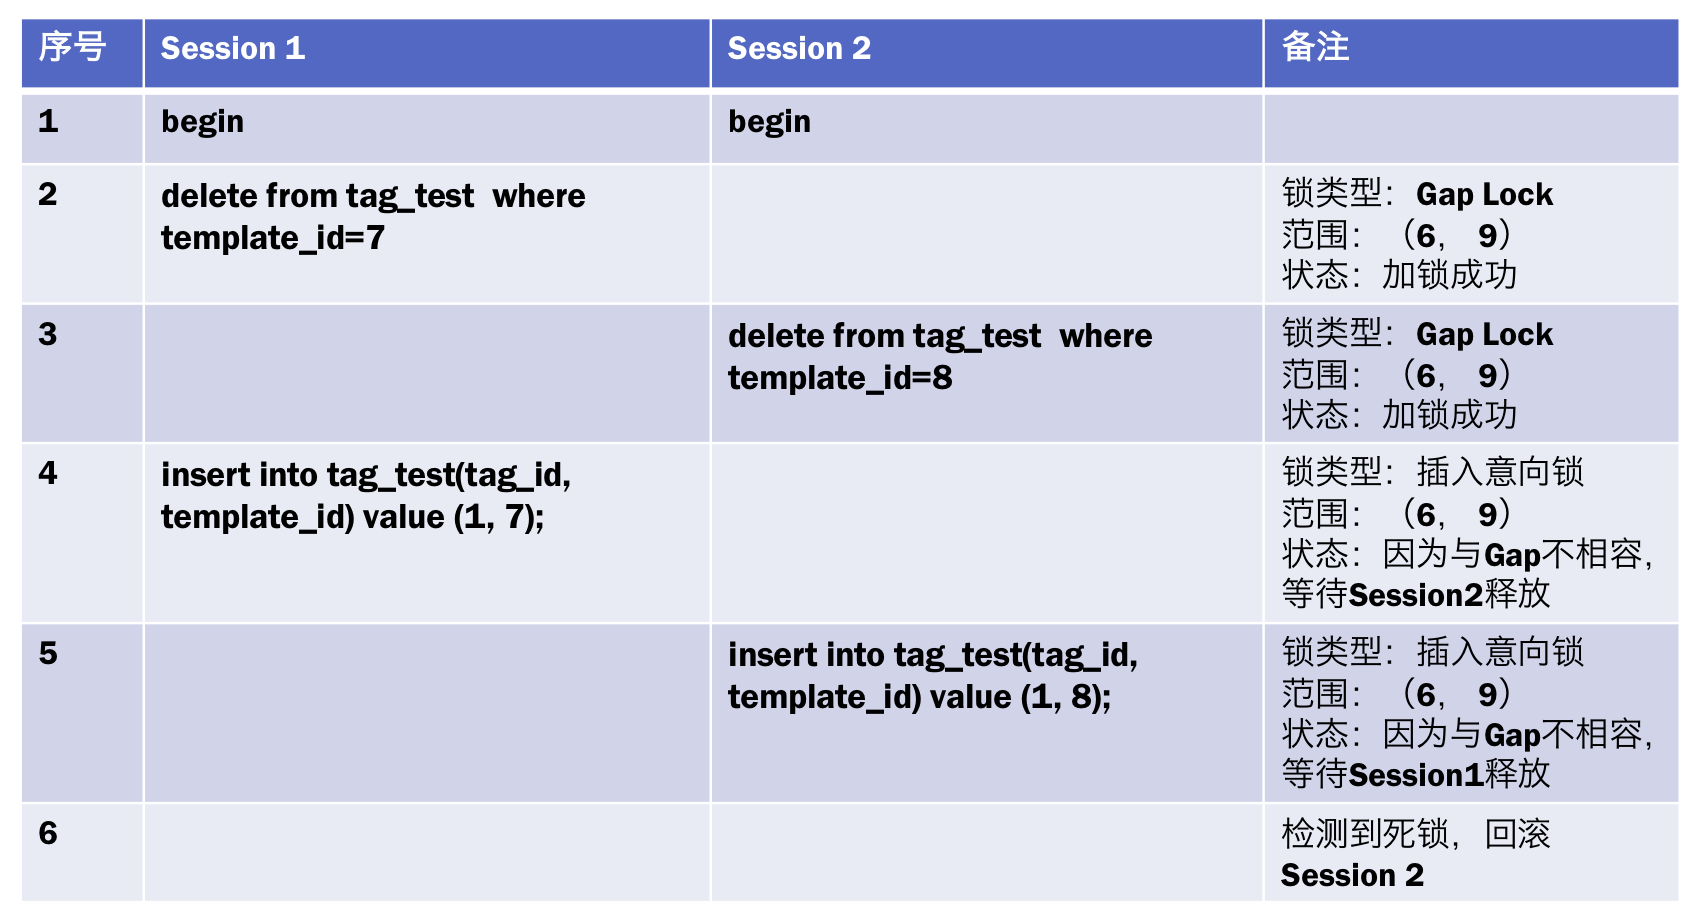 序号 Session 1 Session 2 备注
1 begin begin
2 delete from tag_test where 锁类型：Gap Lock
template_id=7 范围：（6， 9）
状态：加锁成功
3 delete from tag_test where 锁类型：Gap Lock
template_id=8 范围：（6， 9）
状态：加锁成功
4 insert into tag_test(tag_id, 锁类型：插入意向锁
template_id) value (1, 7); 范围：（6， 9）
状态：因为与Gap不相容，
等待Session2释放
5 insert into tag_test(tag_id, 锁类型：插入意向锁
template_id) value (1, 8); 范围：（6， 9）
状态：因为与Gap不相容，
等待Session1释放
6 检测到死锁，回滚
Session 2